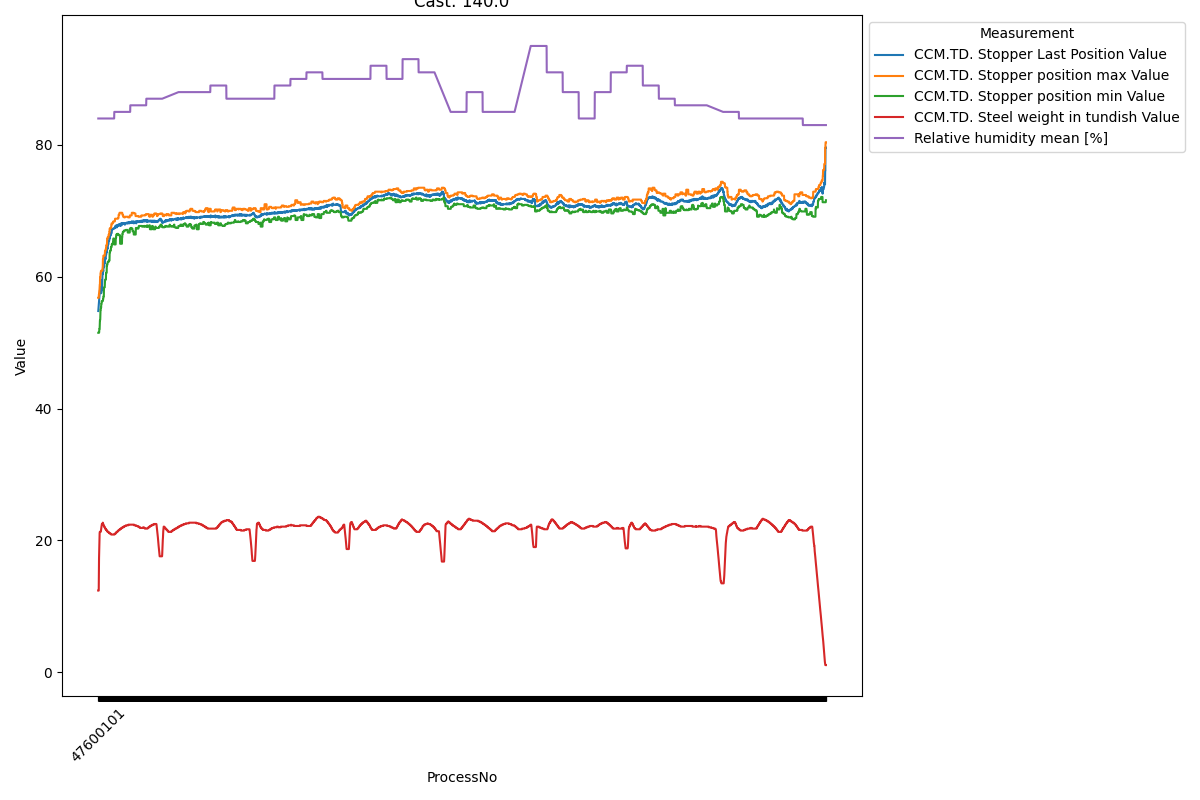 Cast: 140.0
Measurement
CCM.TD. Stopper Last Position Value
CCM.TD. Stopper position max Value
CCM.TD. Stopper position min Value
CCM.TD. Steel weight in tundish Value
Relative humidity mean [%]
80
60
40
20
0
Value
47600101
ProcessNo